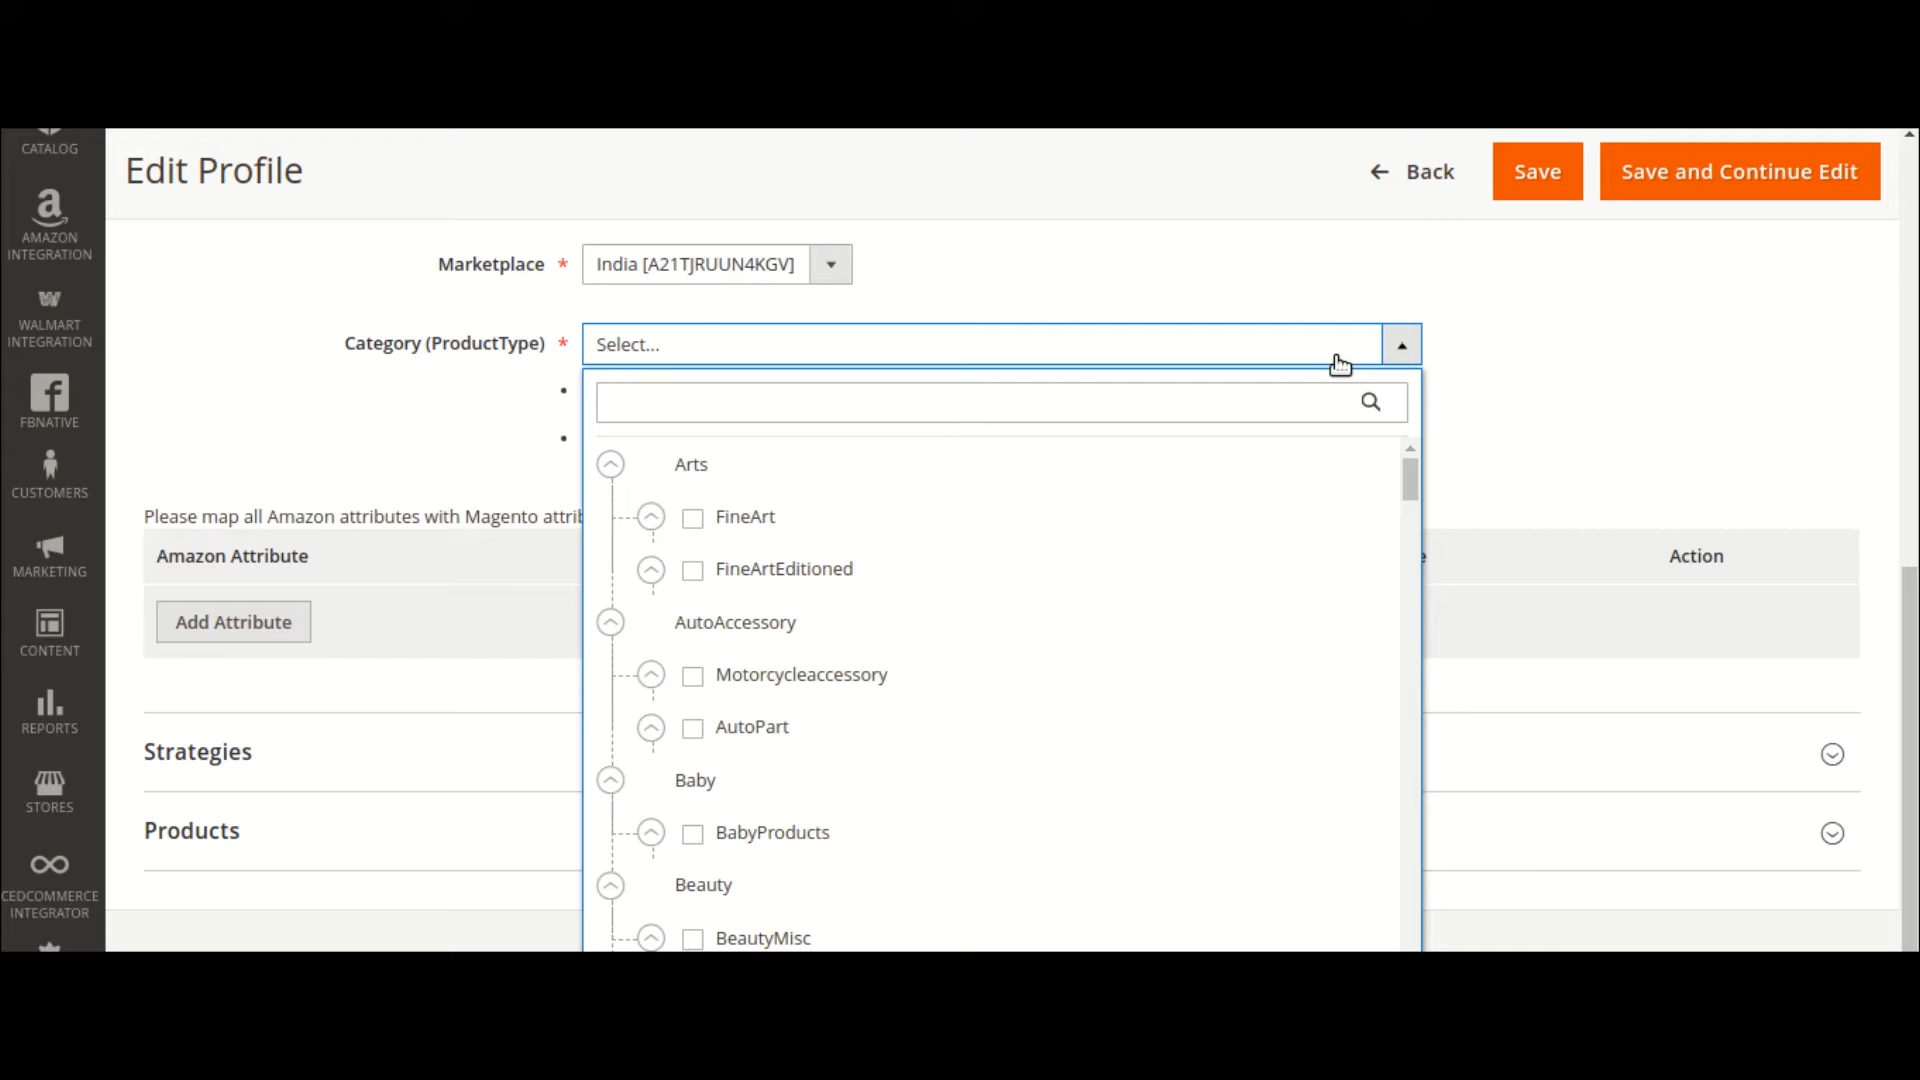 CATALOG
AMAZON
INTEGRATION
WALMART
INTEGRATION
FBNATIVE
CUSTOMERS
MARKETING
CONTENT
REPORTS
STORES
CEDCOMMERCE
INTEGRATOR
Edit Profile
Back
Save
Save and Continue Edit
Marketplace *
India [A21TJRUUN4KGV]
Category (ProductType) *
Select...
Arts
FineArt
FineArtEditioned
AutoAccessory
Motorcycleaccessory
AutoPart
Baby
BabyProducts
Beauty
BeautyMisc
Please map all Amazon attributes with Magento
Amazon Attribute
Action
Add Attribute
Strategies
Products